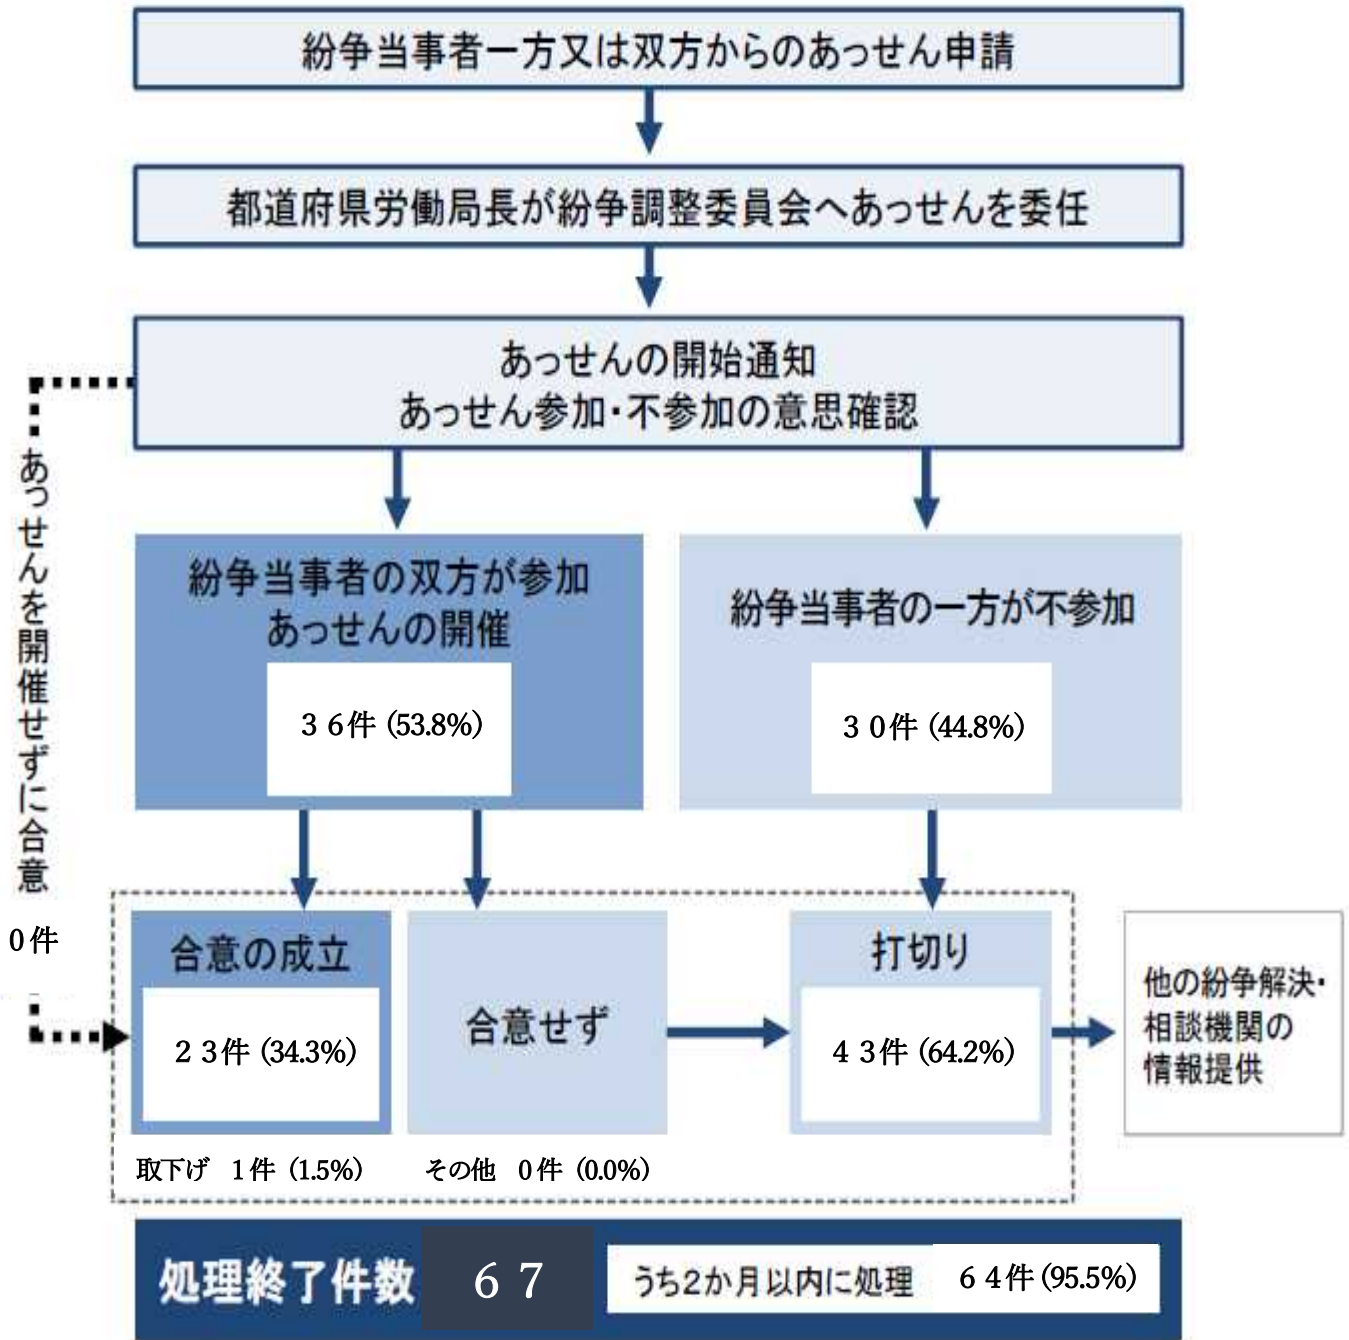 紛争当事者一方又は双方からのあっせん申請
都道府県労働局長が紛争調整委員会へあっせんを委任
あっせんの開始通知
あっせん参加・不参加の意思確認
あっせんを開催せずに合意
0件
紛争当事者の双方が参加
あっせんの開催
36件 (53.8%)
紛争当事者の一方が不参加
30件 (44.8%)
合意の成立
23件 (34.3%)
合意せず
打切り
43件 (64.2%)
他の紛争解決・
相談機関の
情報提供
取下げ 1件 (1.5%)
その他 0件 (0.0%)
処理終了件数 67
うち2か月以内に処理 64件 (95.5%)